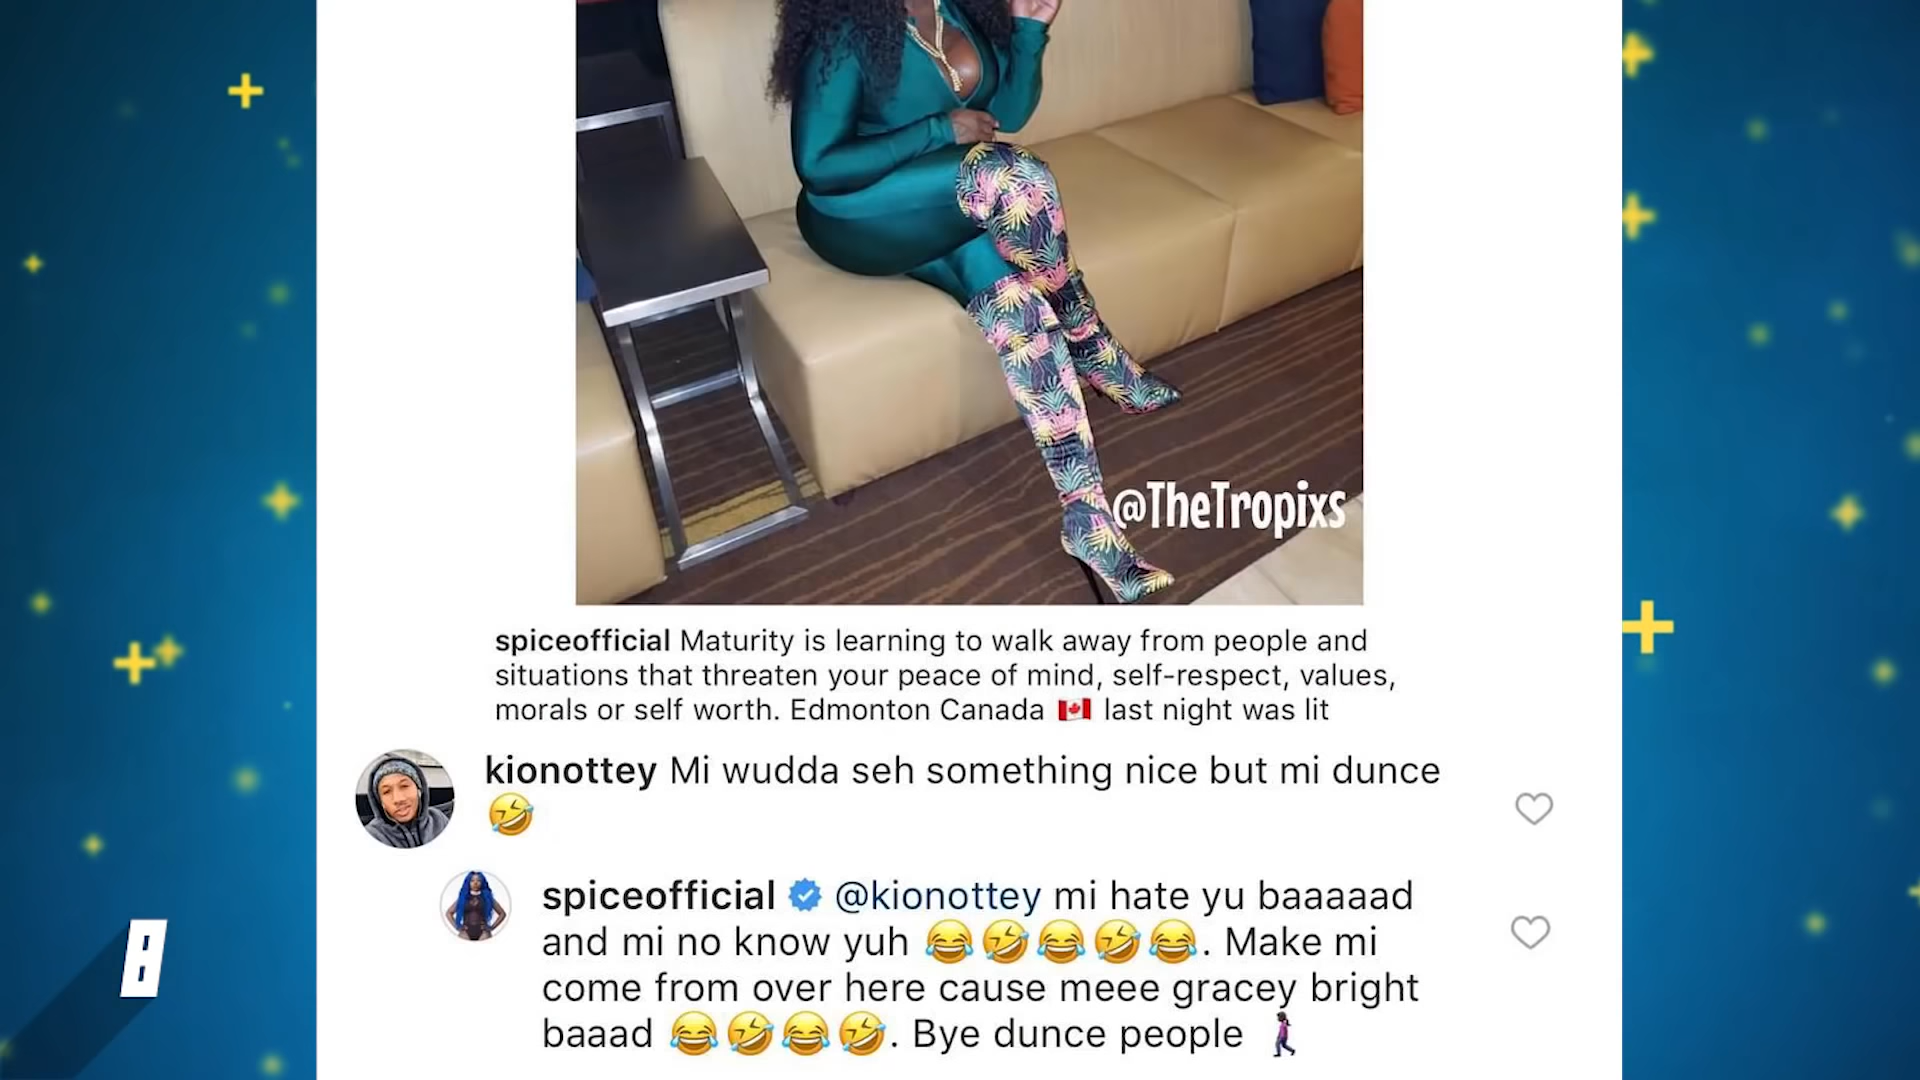 @TheTropixs
spiceofficial Maturity is learning to walk away from people and
situations that threaten your peace of mind, self-respect, values,
morals or self worth. Edmonton Canada 🇨🇦 last night was lit
kionottey Mi wudda seh something nice but mi dunce
🤣
spiceofficial @kionottey mi hate yu baaaaad
and mi no know yuh 😂🤣😂🤣😂. Make mi
come from over here cause meee gracey bright
baaad 😂🤣😂🤣. Bye dunce people 🚶🏿‍♀️
8